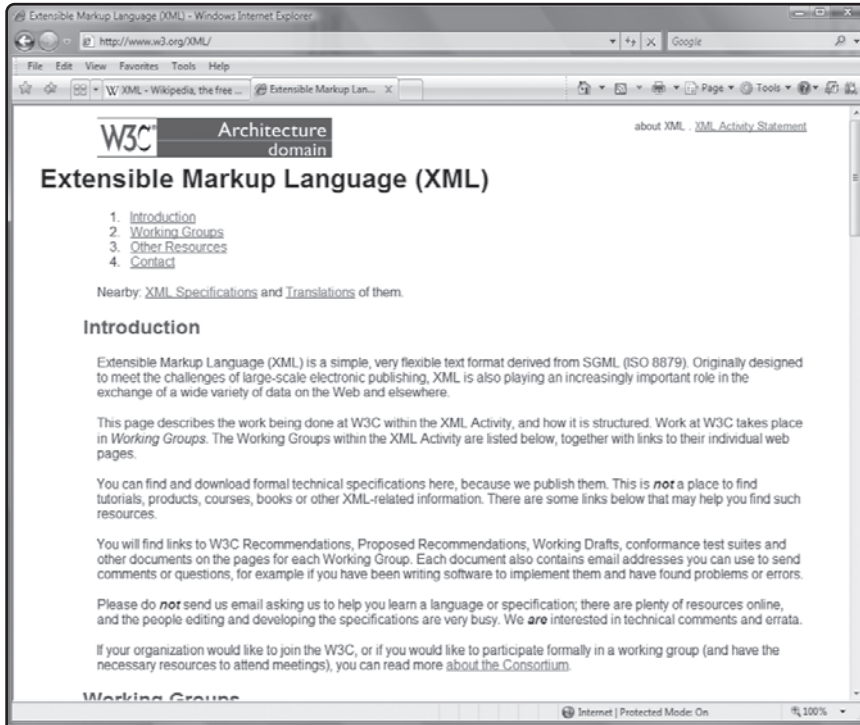 Extensible Markup Language (XML) - Windows Internet Explorer
http://www.w3.org/XML/
Google
File Edit View Favorites Tools Help
W XML - Wikipedia, the free ...
Extensible Markup Lan... X
Page Tools
W3C® Architecture
domain
about XML . XML Activity Statement
Extensible Markup Language (XML)
1. Introduction
2. Working Groups
3. Other Resources
4. Contact
Nearby: XML Specifications and Translations of them.
Introduction
Extensible Markup Language (XML) is a simple, very flexible text format derived from SGML (ISO 8879). Originally designed
to meet the challenges of large-scale electronic publishing, XML is also playing an increasingly important role in the
exchange of a wide variety of data on the Web and elsewhere.
This page describes the work being done at W3C within the XML Activity, and how it is structured. Work at W3C takes place
in Working Groups. The Working Groups within the XML Activity are listed below, together with links to their individual web
pages.
You can find and download formal technical specifications here, because we publish them. This is not a place to find
tutorials, products, courses, books or other XML-related information. There are some links below that may help you find such
resources.
You will find links to W3C Recommendations, Proposed Recommendations, Working Drafts, conformance test suites and
other documents on the pages for each Working Group. Each document also contains email addresses you can use to send
comments or questions, for example if you have been writing software to implement them and have found problems or errors.
Please do not send us email asking us to help you learn a language or specification; there are plenty of resources online,
and the people editing and developing the specifications are very busy. We are interested in technical comments and errata.
If your organization would like to join the W3C, or if you would like to participate formally in a working group (and have the
necessary resources to attend meetings), you can read more about the Consortium.
Working Groups
Internet | Protected Mode: On
100%